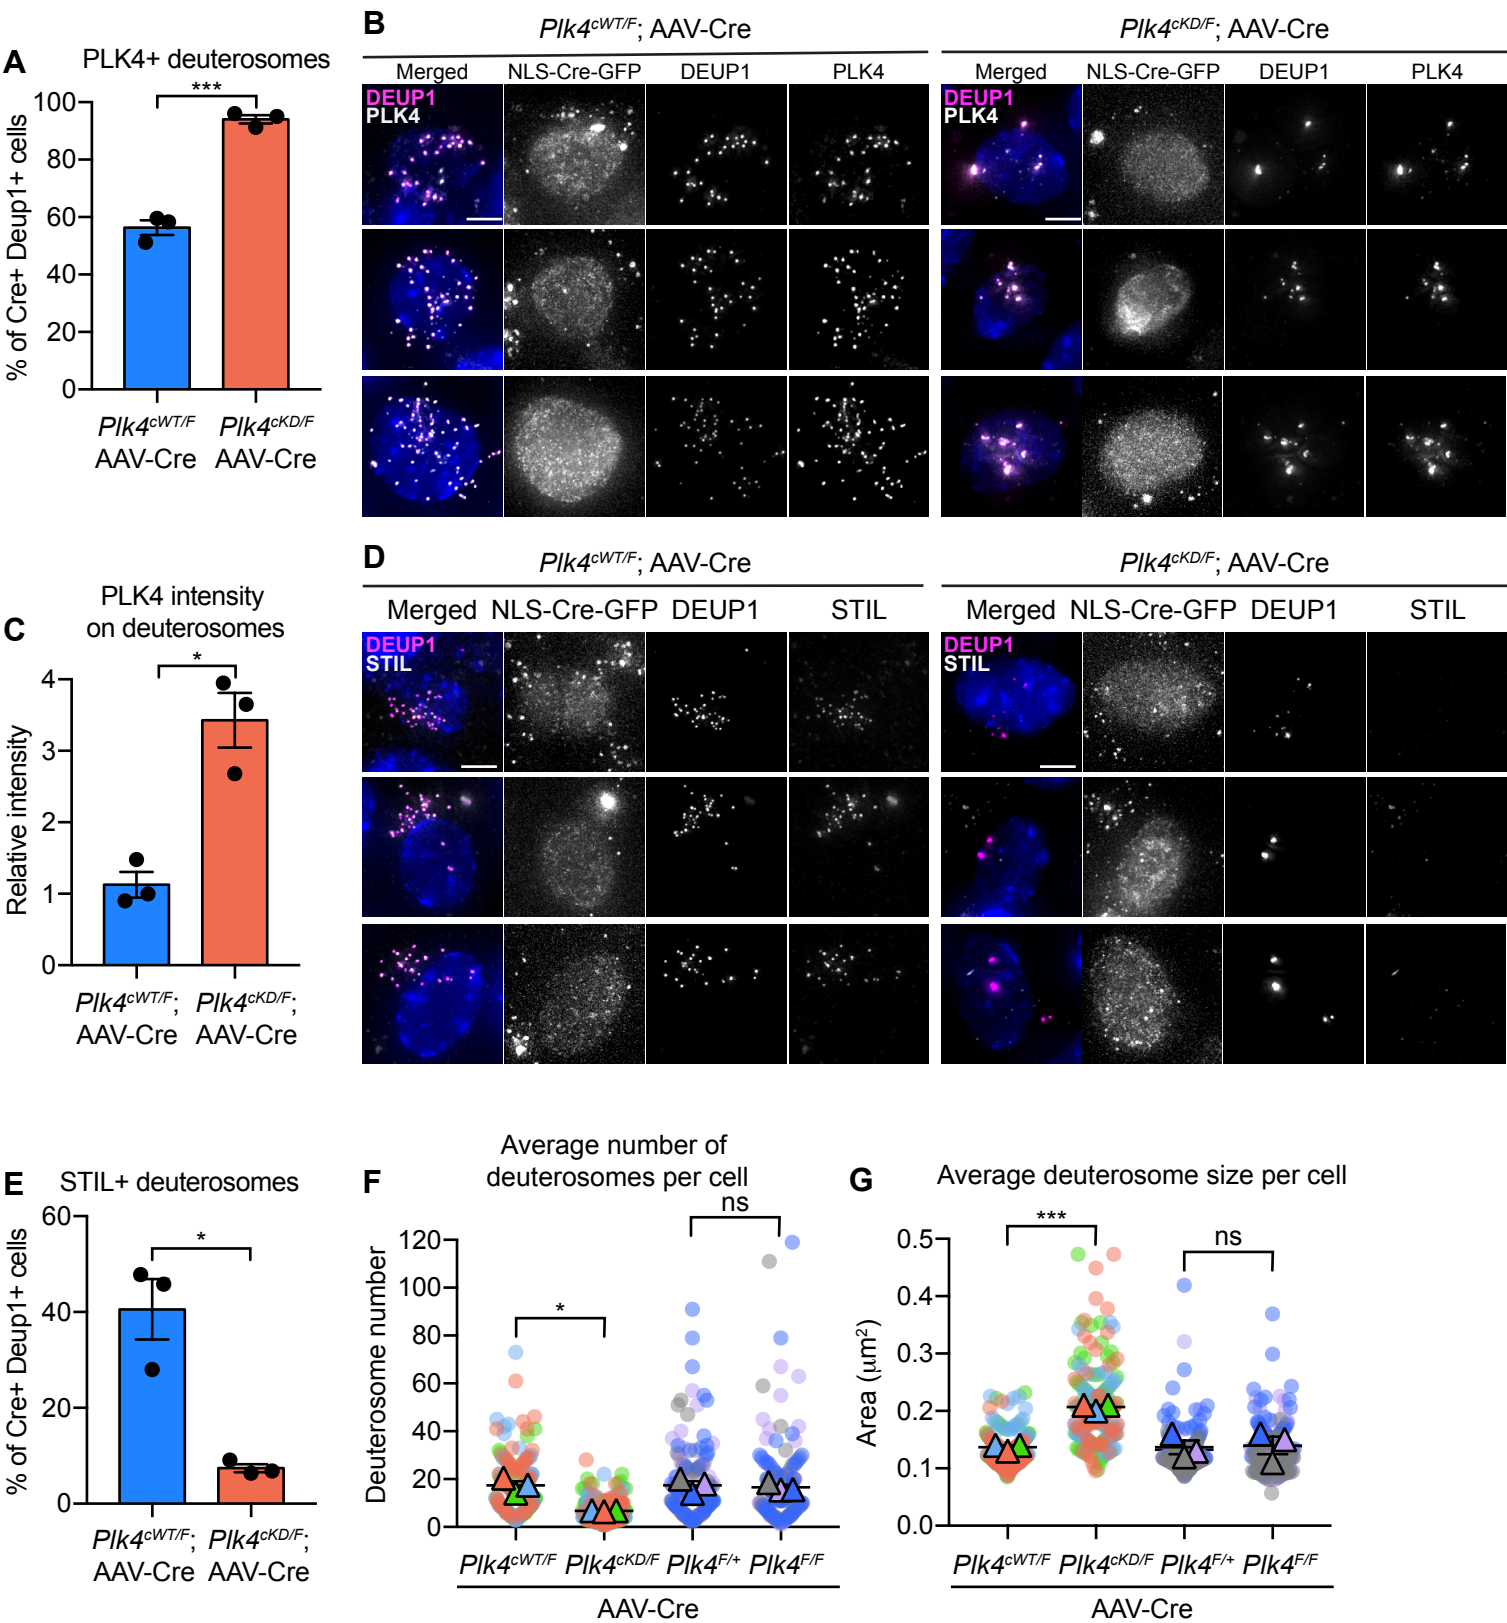 A
PLK4+ deuterosomes
***
% of Cre+ Deup1+ cells
100
80
60
40
20
0
Plk4cWT/F
AAV-Cre
Plk4cKD/F
AAV-Cre
B
Plk4cWT/F; AAV-Cre
Plk4cKD/F; AAV-Cre
Merged NLS-Cre-GFP DEUP1 PLK4
Merged NLS-Cre-GFP DEUP1 PLK4
DEUP1
PLK4
DEUP1
PLK4
C
PLK4 intensity
on deuterosomes
*
Relative intensity
4
3
2
1
0
Plk4cWT/F;
AAV-Cre
Plk4cKD/F;
AAV-Cre
D
Plk4cWT/F; AAV-Cre
Plk4cKD/F; AAV-Cre
Merged NLS-Cre-GFP DEUP1 STIL
Merged NLS-Cre-GFP DEUP1 STIL
DEUP1
STIL
DEUP1
STIL
E
STIL+ deuterosomes
*
% of Cre+ Deup1+ cells
60
40
20
0
Plk4cWT/F;
AAV-Cre
Plk4cKD/F;
AAV-Cre
F
Average number of
deuterosomes per cell
ns
*
Deuterosome number
120
100
80
60
40
20
0
Plk4cWT/F Plk4cKD/F Plk4F/+ Plk4F/F
AAV-Cre
G
Average deuterosome size per cell
***
ns
Area (μm2)
0.5
0.4
0.3
0.2
0.1
0.0
Plk4cWT/F Plk4cKD/F Plk4F/+ Plk4F/F
AAV-Cre